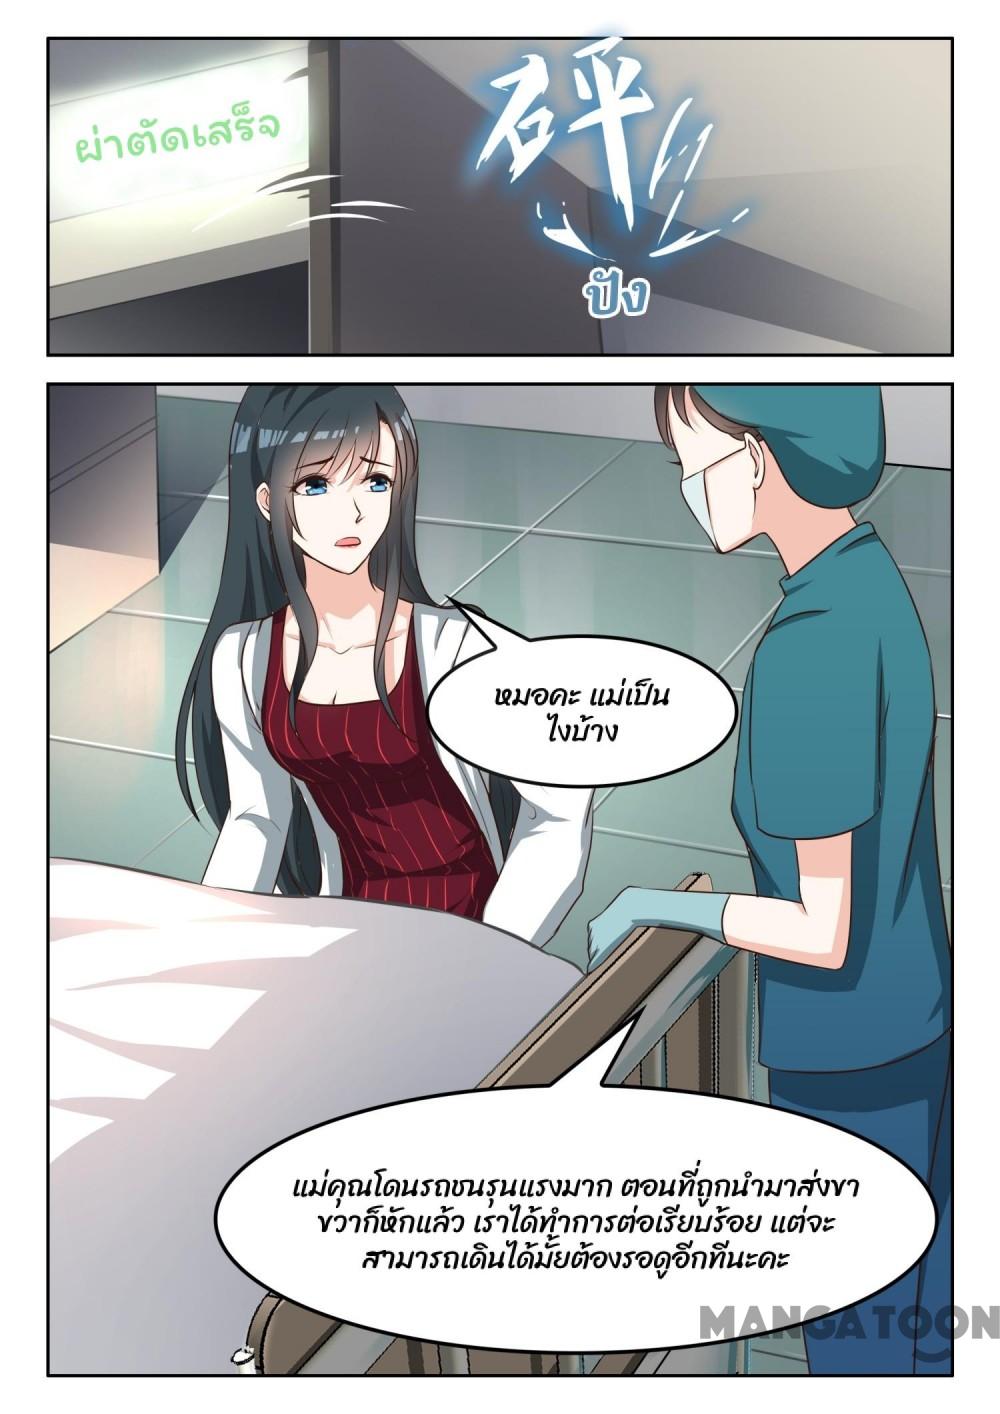 ผ่าตัดเสร็จ
砰
ปัง
หมอคะ แม่เป็น
ไงบ้าง
แม่คุณโดนรถชนรุนแรงมาก ตอนที่ถูกนำมาส่งขา
ขวาก็หักแล้ว เราได้ทำการต่อเรียบร้อย แต่จะ
สามารถเดินได้มั้ยต้องรอดูอีกทีนะคะ
MANGATOON